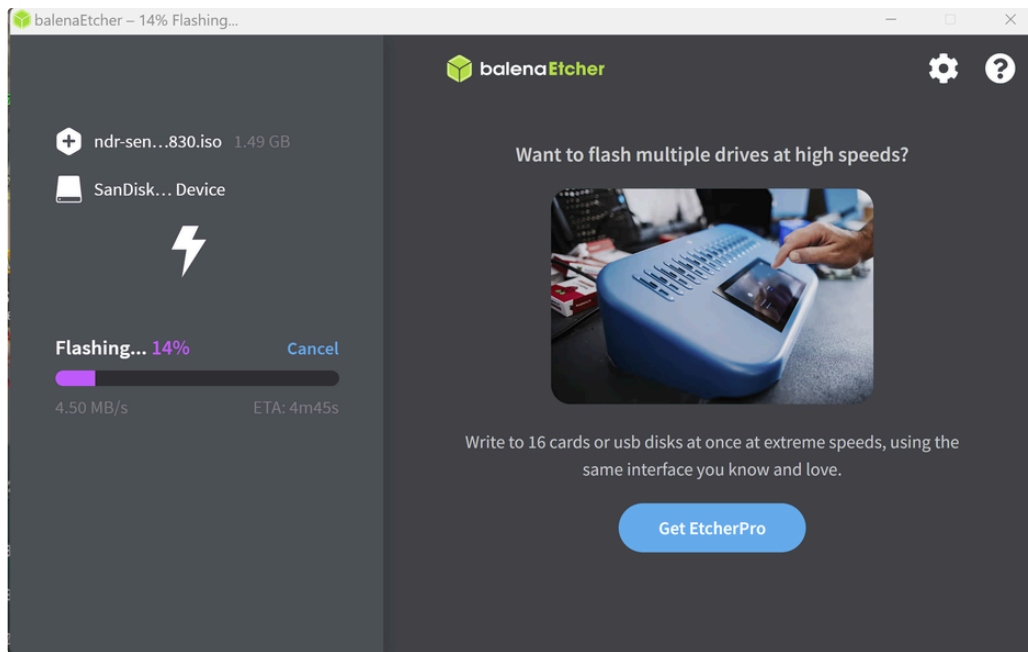 balenaEtcher – 14% Flashing...
balenaEtcher
ndr-sen...830.iso 1.49 GB
SanDisk... Device
Flashing... 14% Cancel
4.50 MB/s ETA: 4m45s
Want to flash multiple drives at high speeds?
Write to 16 cards or usb disks at once at extreme speeds, using the
same interface you know and love.
Get EtcherPro